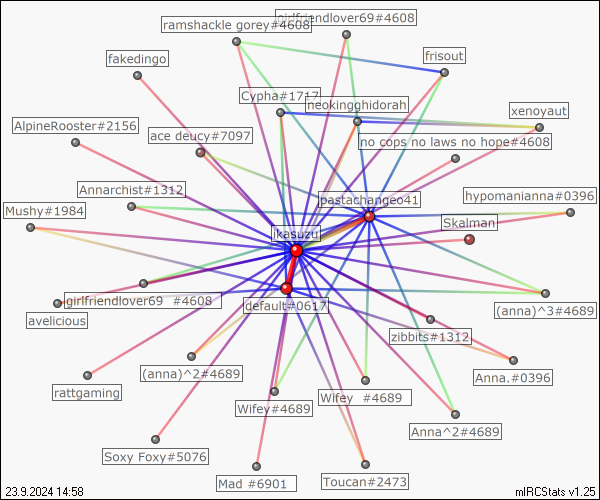 girlfriendlover69#4608
ramshackle gorey#4608
frisout
fakedingo
Cypha#1717
neokingghidorah
xenoyaut
AlpineRooster#2156
ace deucy#7097
no cops no laws no hope#4608
Annarchist#1312
pastachangeo41
hypomanianna#0396
Mushy#1984
Skalman
ikasuzu
girlfriendlover69 #4608
default#0617
(anna)^3#4689
avelicious
zibbits#1312
(anna)^2#4689
Anna.#0396
rattgaming
Wifey#4689
Wifey #4689
Anna^2#4689
Soxy Foxy#5076
Mad #6901
Toucan#2473
23.9.2024 14:58
mIRCStats v1.25